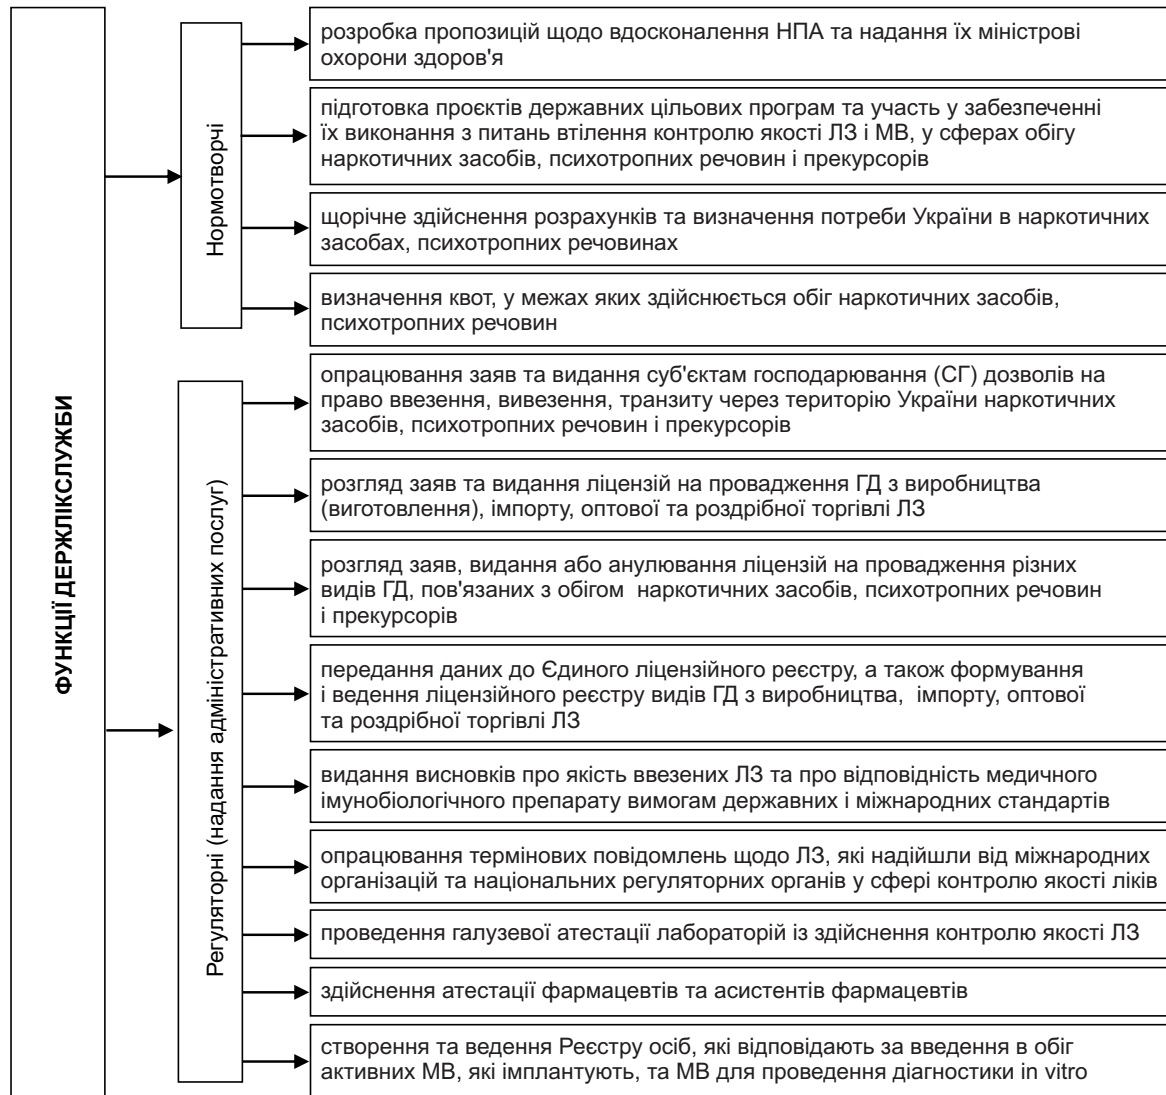 ФУНКЦІЇ ДЕРЖЛІКСЛУЖБИ
Нормотворчі
розробка пропозицій щодо вдосконалення НПА та надання їх міністрові
охорони здоров'я
підготовка проєктів державних цільових програм та участь у забезпеченні
їх виконання з питань втілення контролю якості ЛЗ і МВ, у сферах обігу
наркотичних засобів, психотропних речовин і прекурсорів
щорічне здійснення розрахунків та визначення потреби України в наркотичних
засобах, психотропних речовинах
визначення квот, у межах яких здійснюється обіг наркотичних засобів,
психотропних речовин
Регуляторні (надання адміністративних послуг)
опрацювання заяв та видання суб'єктам господарювання (СГ) дозволів на
право ввезення, вивезення, транзиту через територію України наркотичних
засобів, психотропних речовин і прекурсорів
розгляд заяв та видання ліцензій на провадження ГД з виробництва
(виготовлення), імпорту, оптової та роздрібної торгівлі ЛЗ
розгляд заяв, видання або анулювання ліцензій на провадження різних
видів ГД, пов'язаних з обігом наркотичних засобів, психотропних речовин
і прекурсорів
передання даних до Єдиного ліцензійного реєстру, а також формування
і ведення ліцензійного реєстру видів ГД з виробництва, імпорту, оптової
та роздрібної торгівлі ЛЗ
видання висновків про якість ввезених ЛЗ та про відповідність медичного
імунобіологічного препарату вимогам державних і міжнародних стандартів
опрацювання термінових повідомлень щодо ЛЗ, які надійшли від міжнародних
організацій та національних регуляторних органів у сфері контролю якості ліків
проведення галузевої атестації лабораторій із здійснення контролю якості ЛЗ
здійснення атестації фармацевтів та асистентів фармацевтів
створення та ведення Реєстру осіб, які відповідають за введення в обіг
активних МВ, які імплантують, та МВ для проведення діагностики in vitro